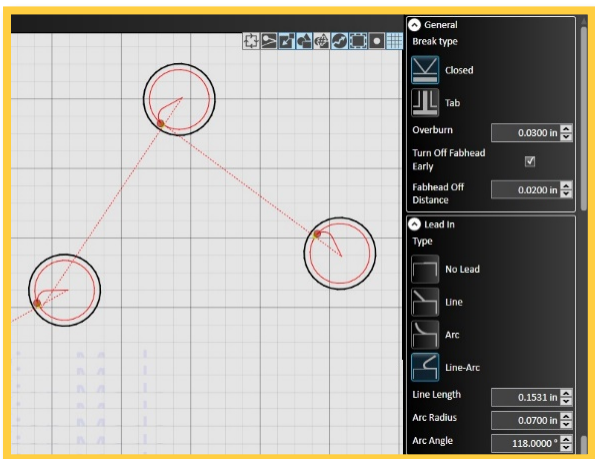 General
Break type
Closed
Tab
Overburn 0.0300 in
Turn Off Fabhead
Early
Fabhead Off
Distance
0.0200 in
Lead In
Type
No Lead
Line
Arc
Line-Arc
Line Length 0.1531 in
Arc Radius 0.0700 in
Arc Angle 118.0000 °